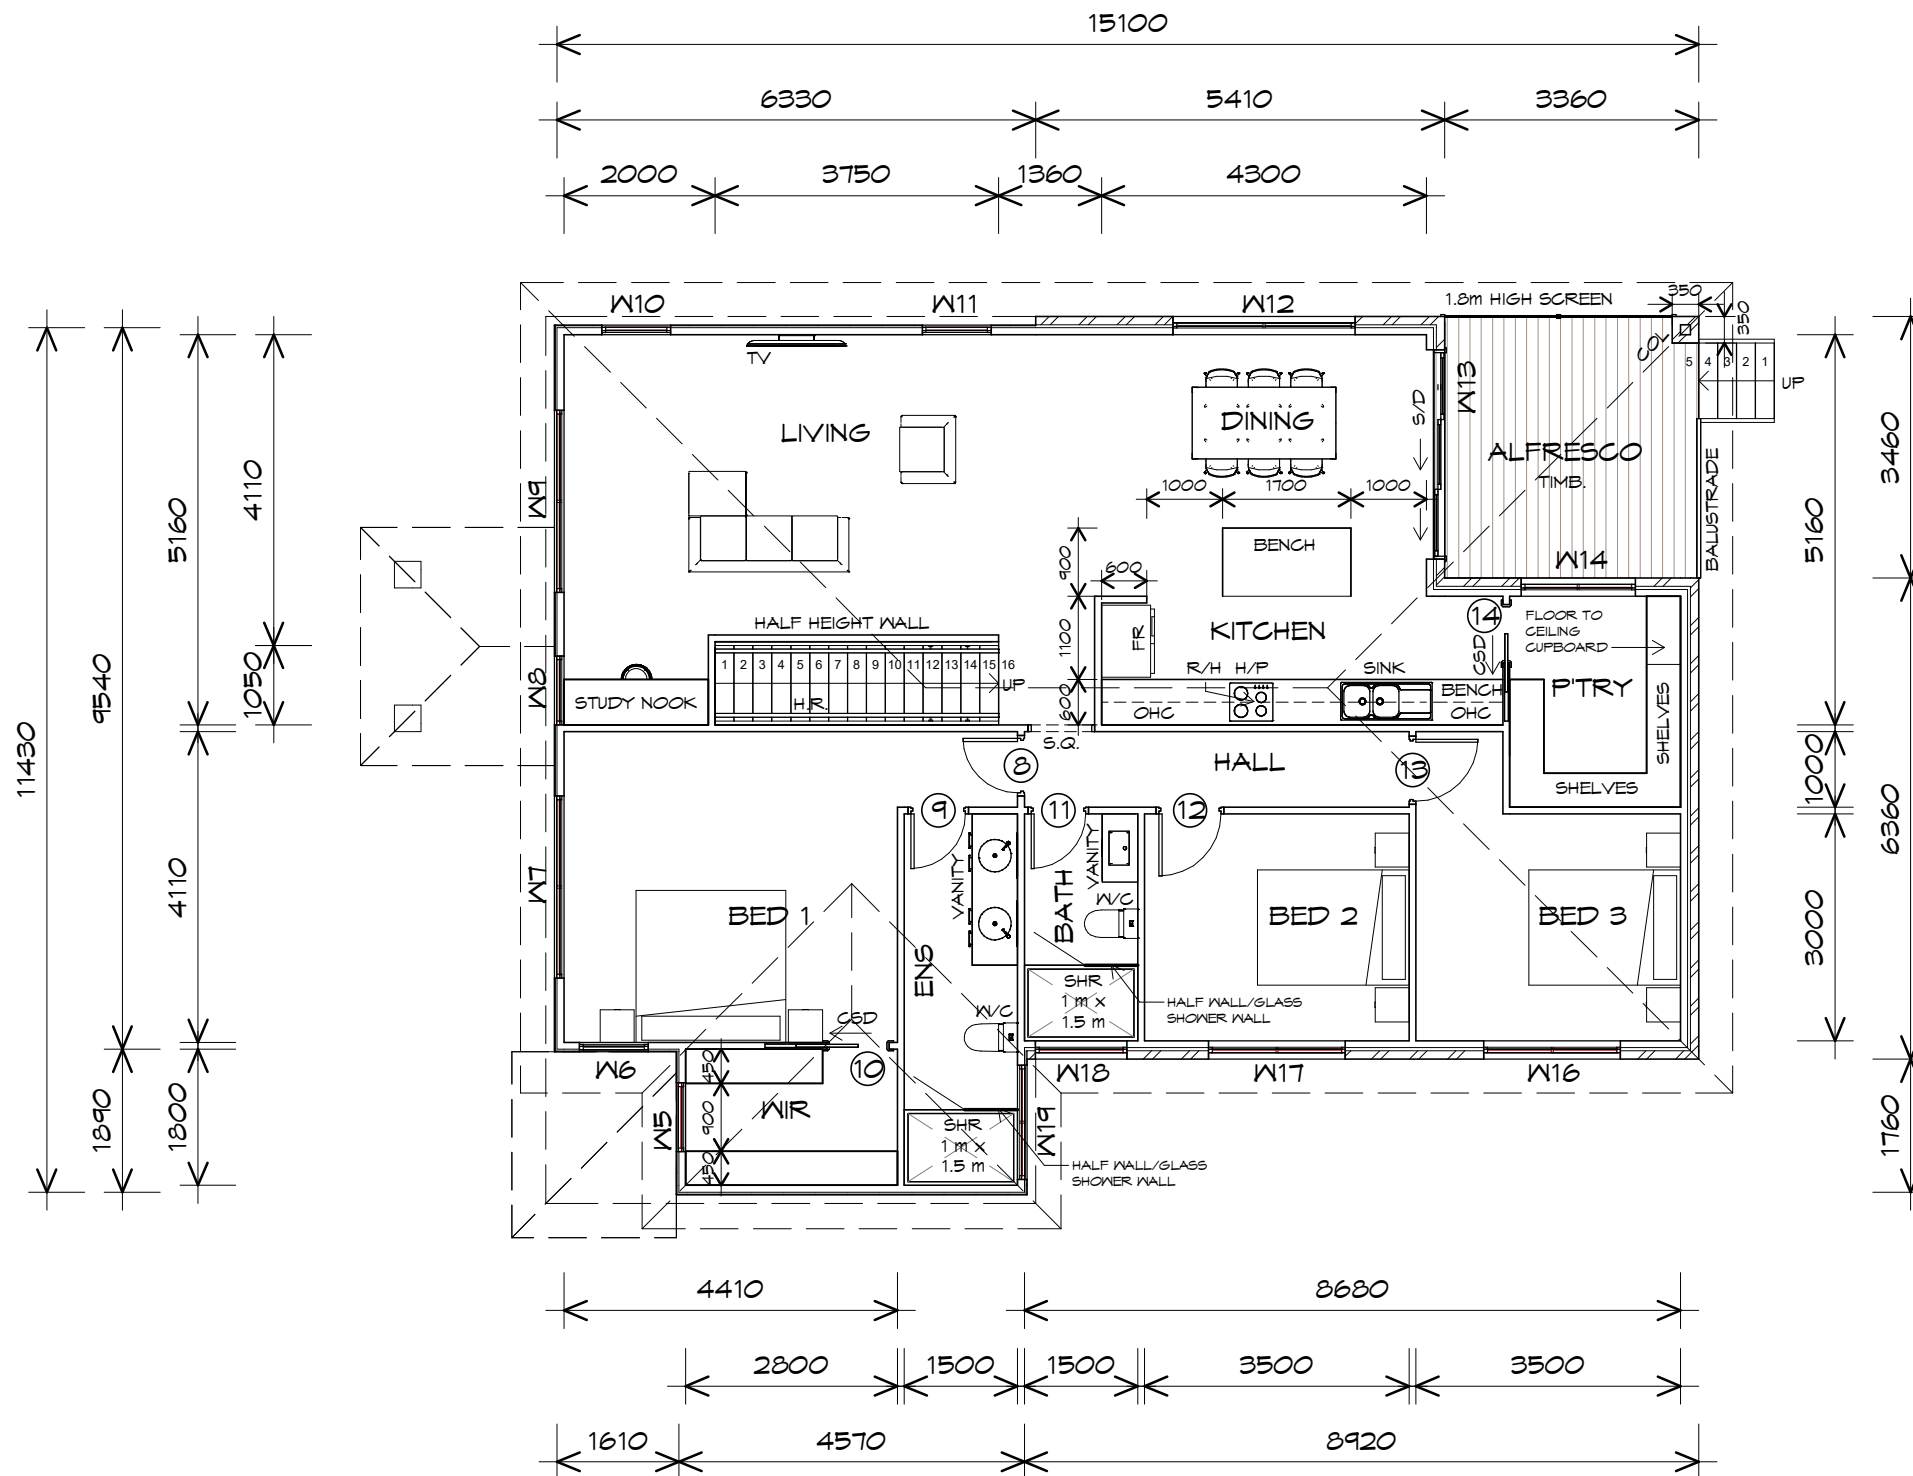 15100
6330 5410 3360
2000 3750 1360 4300
W10 W11 W12 1.8m HIGH SCREEN 350
350
TV
COL
5 4 3 2 1
UP
W13
S/D
LIVING
DINING
ALFRESCO
TIMB.
BALUSTRADE
1000 1700 1000
W9
BENCH
W14
900
600
HALF HEIGHT WALL
1100
FR
KITCHEN
14
FLOOR TO
CEILING
CUPBOARD
CSD
1 2 3 4 5 6 7 8 9 10 11 12 13 14 15 16
UP
R/H H/P
SINK
P'TRY
W8
STUDY NOOK
H.R.
600
OHC
BENCH
OHC
SHELVES
S.Q.
8
HALL
13
SHELVES
9
11
12
W7
VANITY
VANITY
BED 1
ENS
BATH
W/C
BED 2
BED 3
SHR
1 m x
1.5 m
HALF WALL/GLASS
SHOWER WALL
W/C
CSD
10
W6
W18 W17 W16
450
900
450
WIR
W5
W19
SHR
1 m x
1.5 m
HALF WALL/GLASS
SHOWER WALL
11430
9540
1890
5160
4110
1800
4110
1050
5160
1000
3000
3460
6360
1760
4410 8680
2800 1500 1500 3500 3500
1610 4570 8920